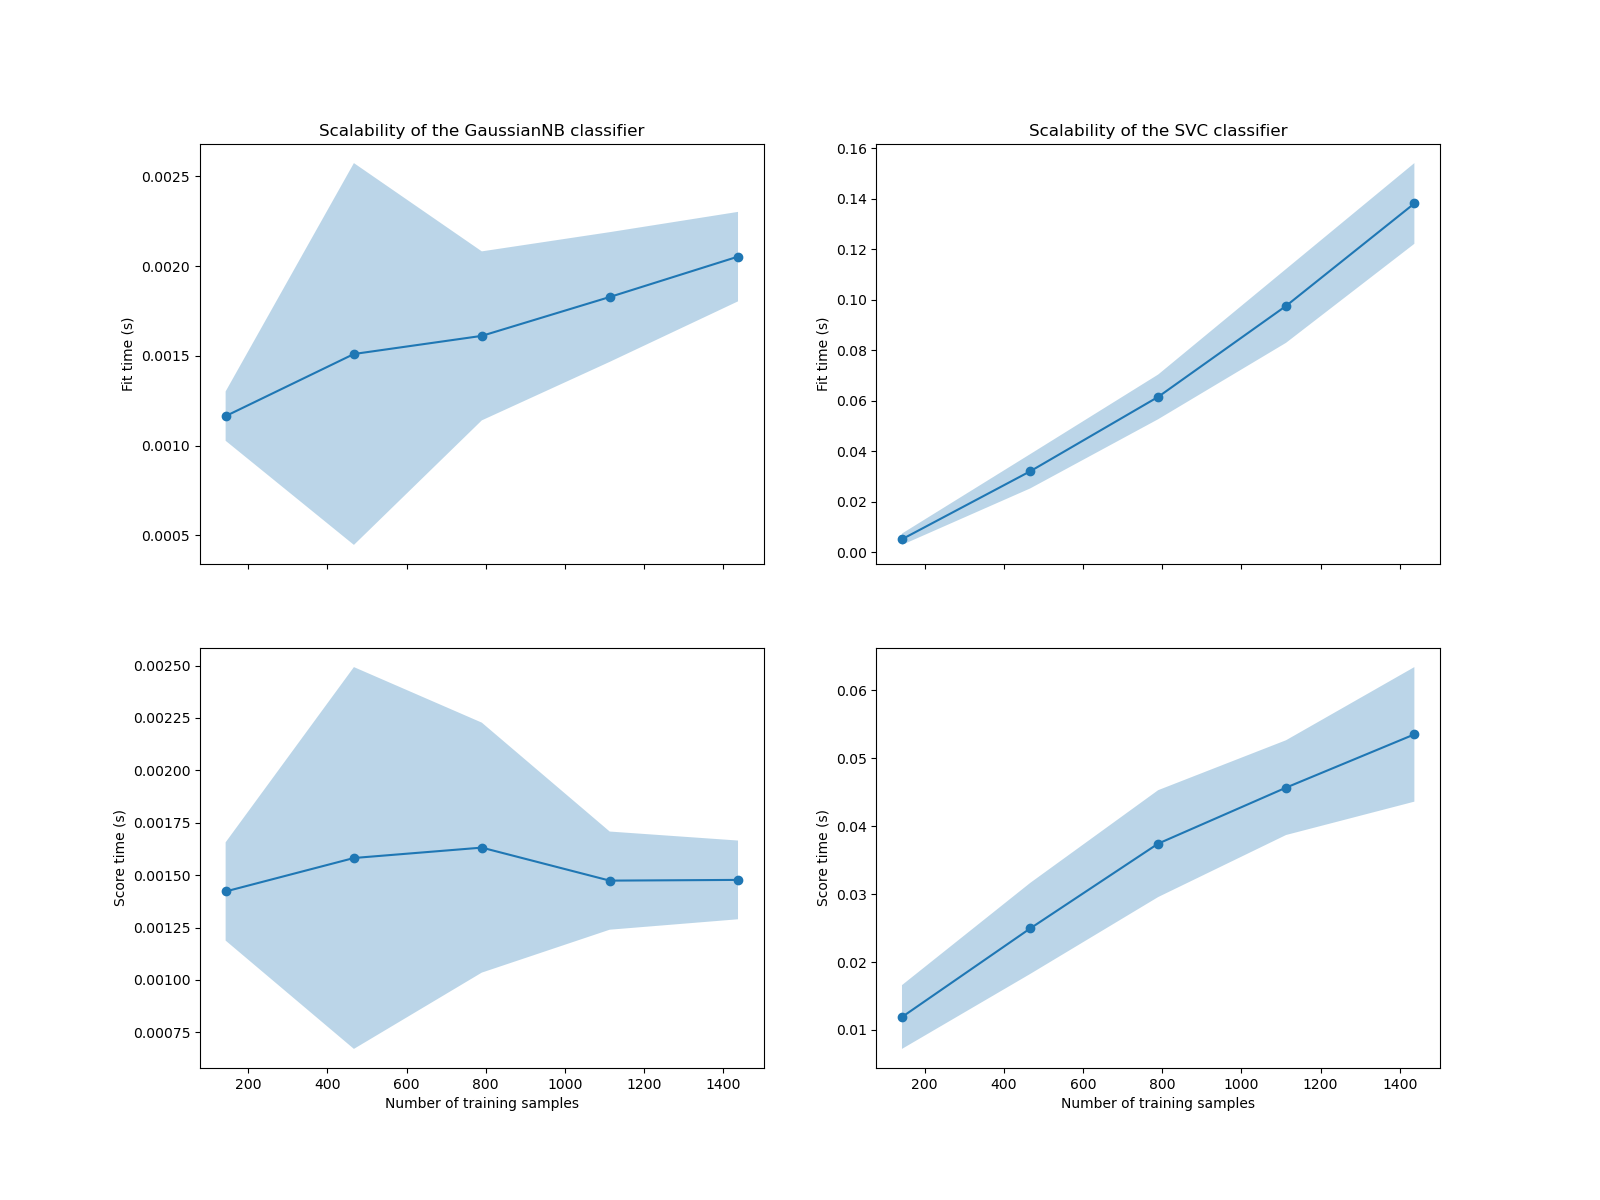 Scalability of the GaussianNB classifier
Fit time (s)
0.0025
0.0020
0.0015
0.0010
0.0005
Scalability of the SVC classifier
Fit time (s)
0.16
0.14
0.12
0.10
0.08
0.06
0.04
0.02
0.00
Score time (s)
0.00250
0.00225
0.00200
0.00175
0.00150
0.00125
0.00100
0.00075
200 400 600 800 1000 1200 1400
Number of training samples
Score time (s)
0.06
0.05
0.04
0.03
0.02
0.01
200 400 600 800 1000 1200 1400
Number of training samples